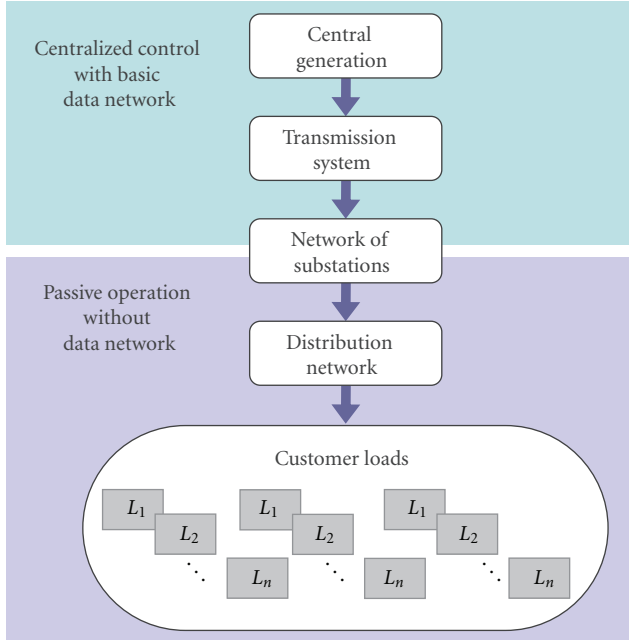 Centralized control
with basic
data network
Central
generation
Transmission
system
Network of
substations
Passive operation
without
data network
Distribution
network
Customer loads
L1 L1 L1
L2 L2 L2
⋱ ⋱ ⋱
Ln Ln Ln